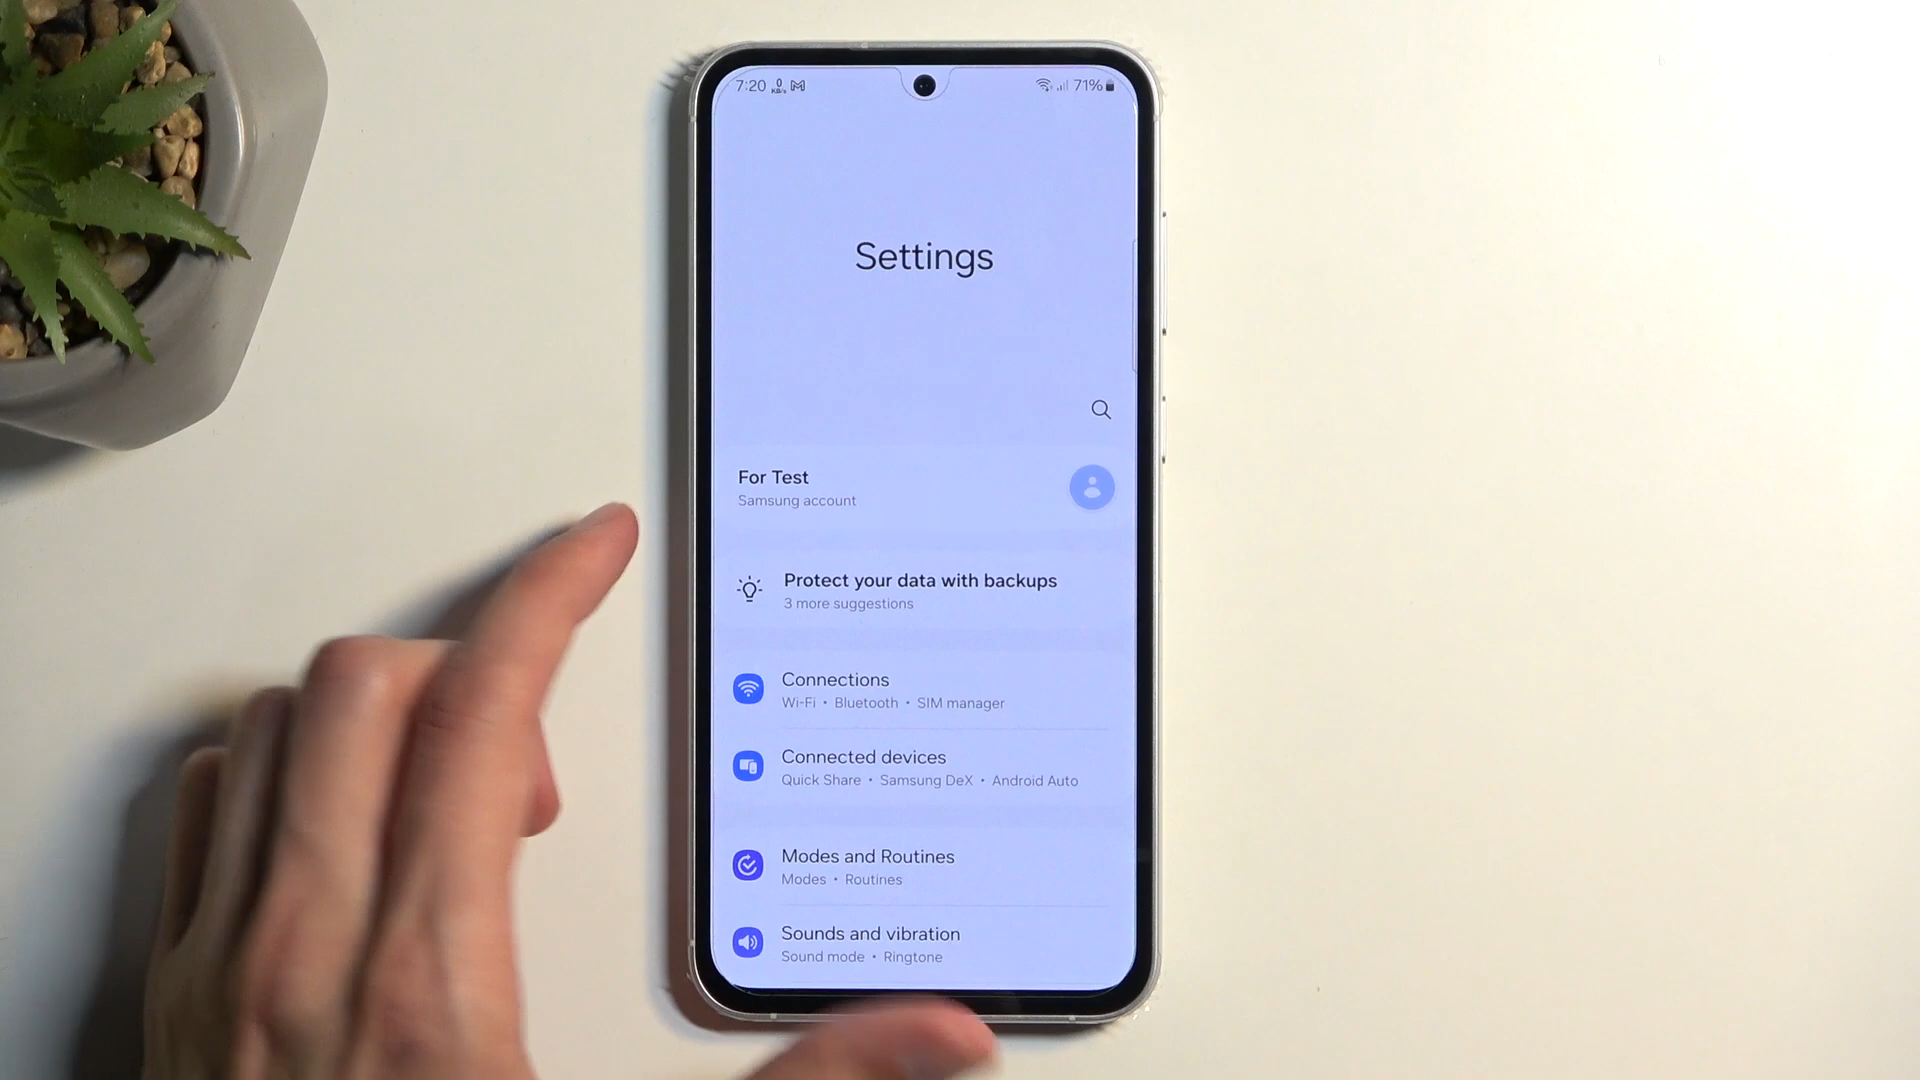 7:20 0 KB/s 71%
Settings
For Test
Samsung account
Protect your data with backups
3 more suggestions
Connections
Wi-Fi • Bluetooth • SIM manager
Connected devices
Quick Share • Samsung DeX • Android Auto
Modes and Routines
Modes • Routines
Sounds and vibration
Sound mode • Ringtone